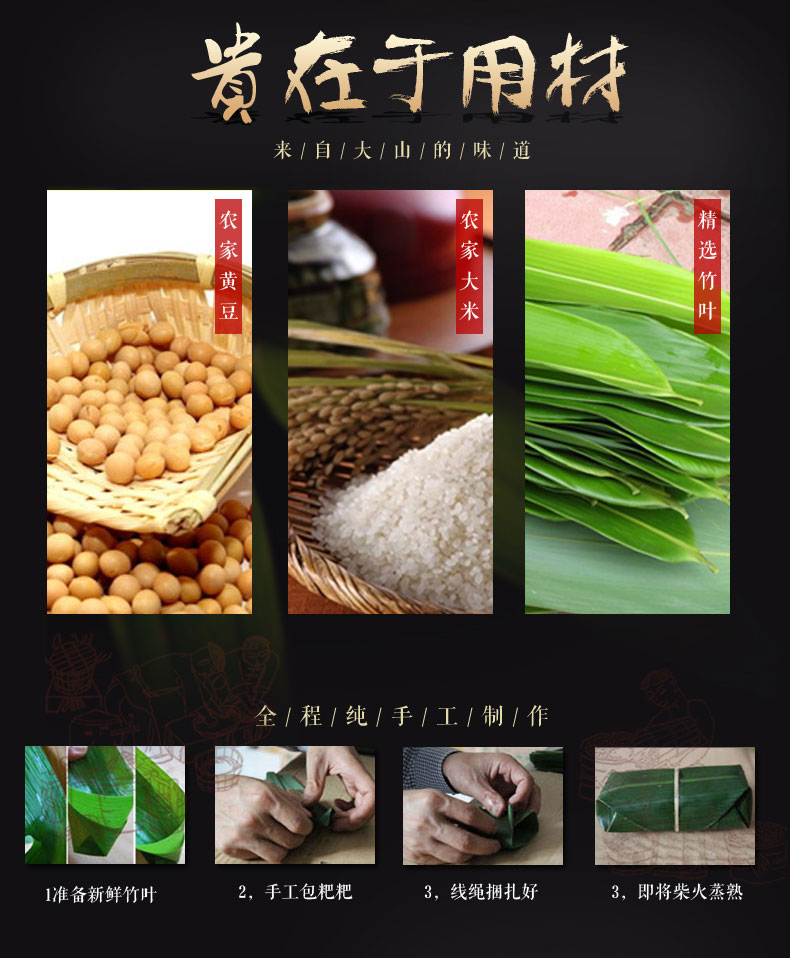 貴在于用材
来/自/大/山/的/味/道
农家黄豆
农家大米
精选竹叶
全/程/纯/手/工/制/作
1准备新鲜竹叶
2，手工包粑粑
3，线绳捆扎好
3，即将柴火蒸熟